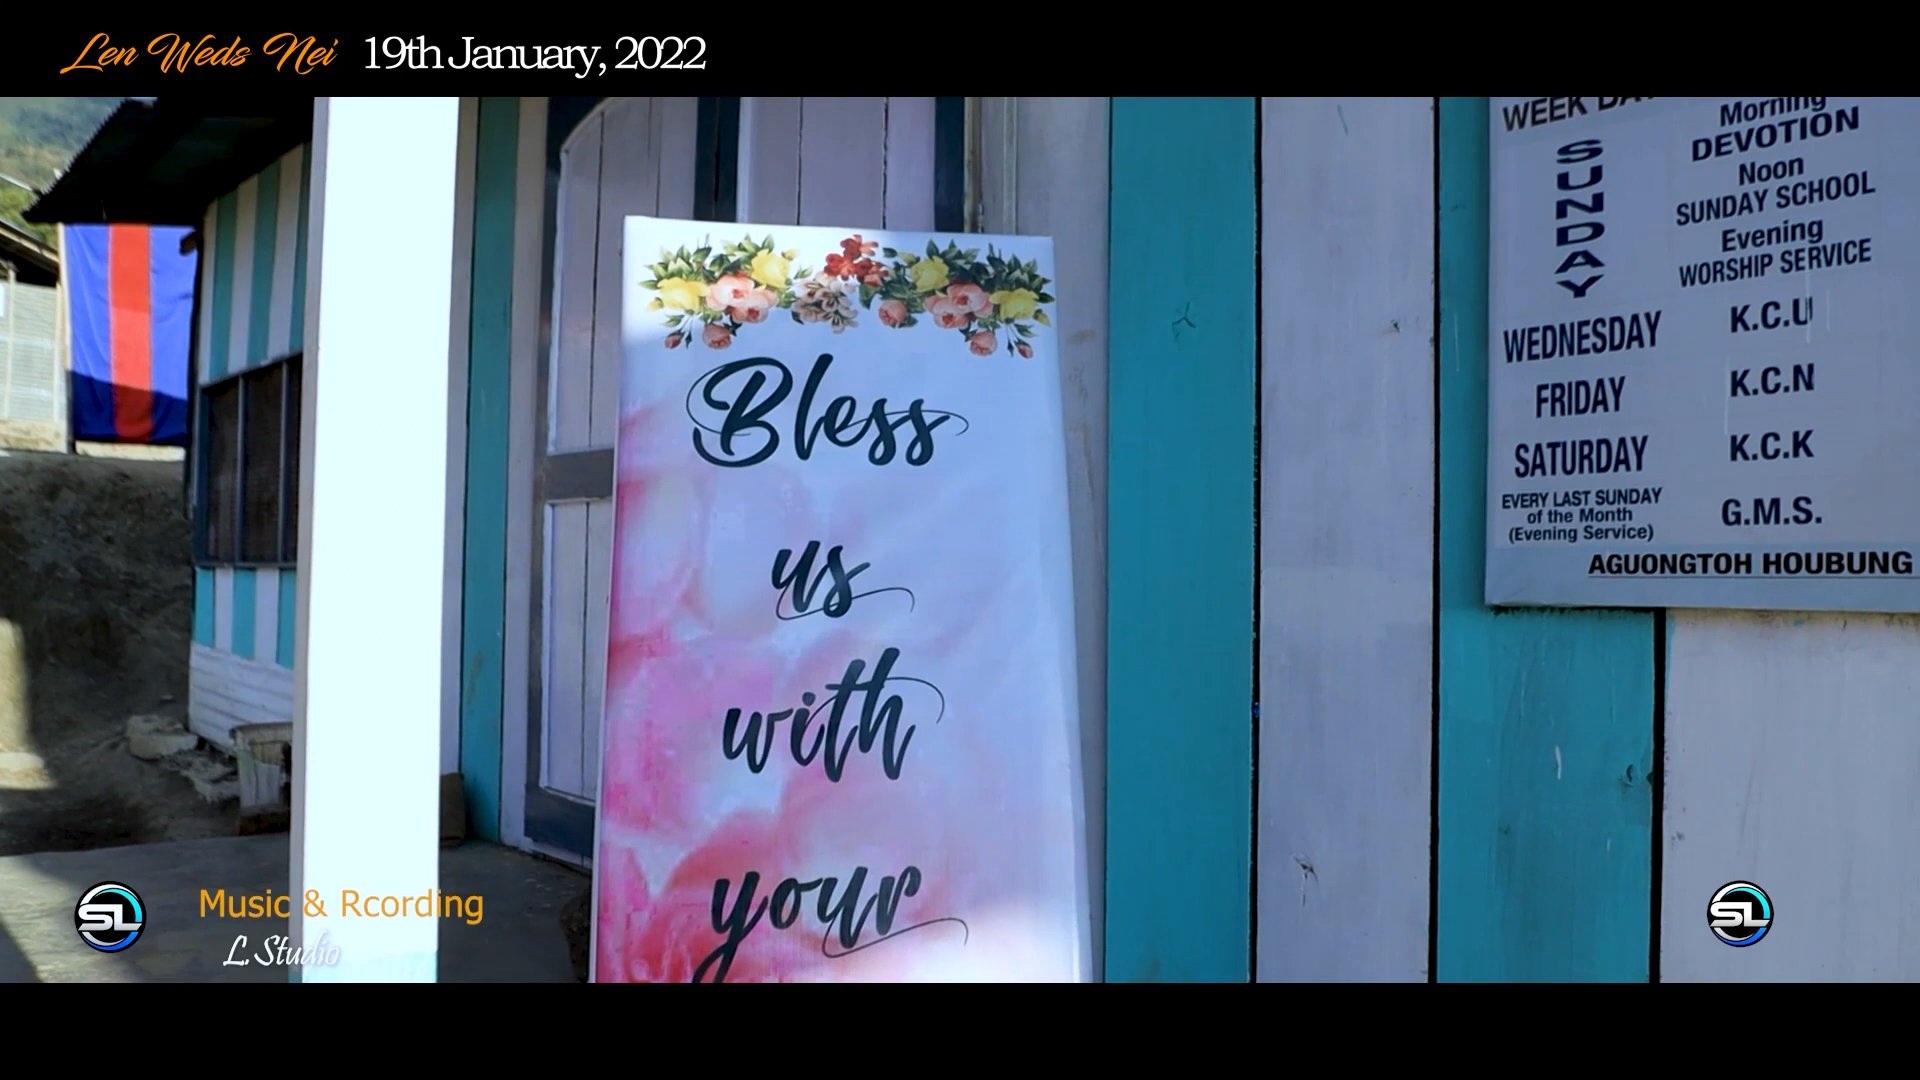 Len Weds Nei 19th January, 2022
Bless
us
with
your
WEEK
Morning
DEVOTION
SUNDAY
Noon
SUNDAY SCHOOL
Evening
WORSHIP SERVICE
WEDNESDAY K.C.U
FRIDAY K.C.N
SATURDAY K.C.K
EVERY LAST SUNDAY
of the Month
(Evening Service)
G.M.S.
AGUONGTOH HOUBUNG
SL
Music & Rcording
L.Studio
SL